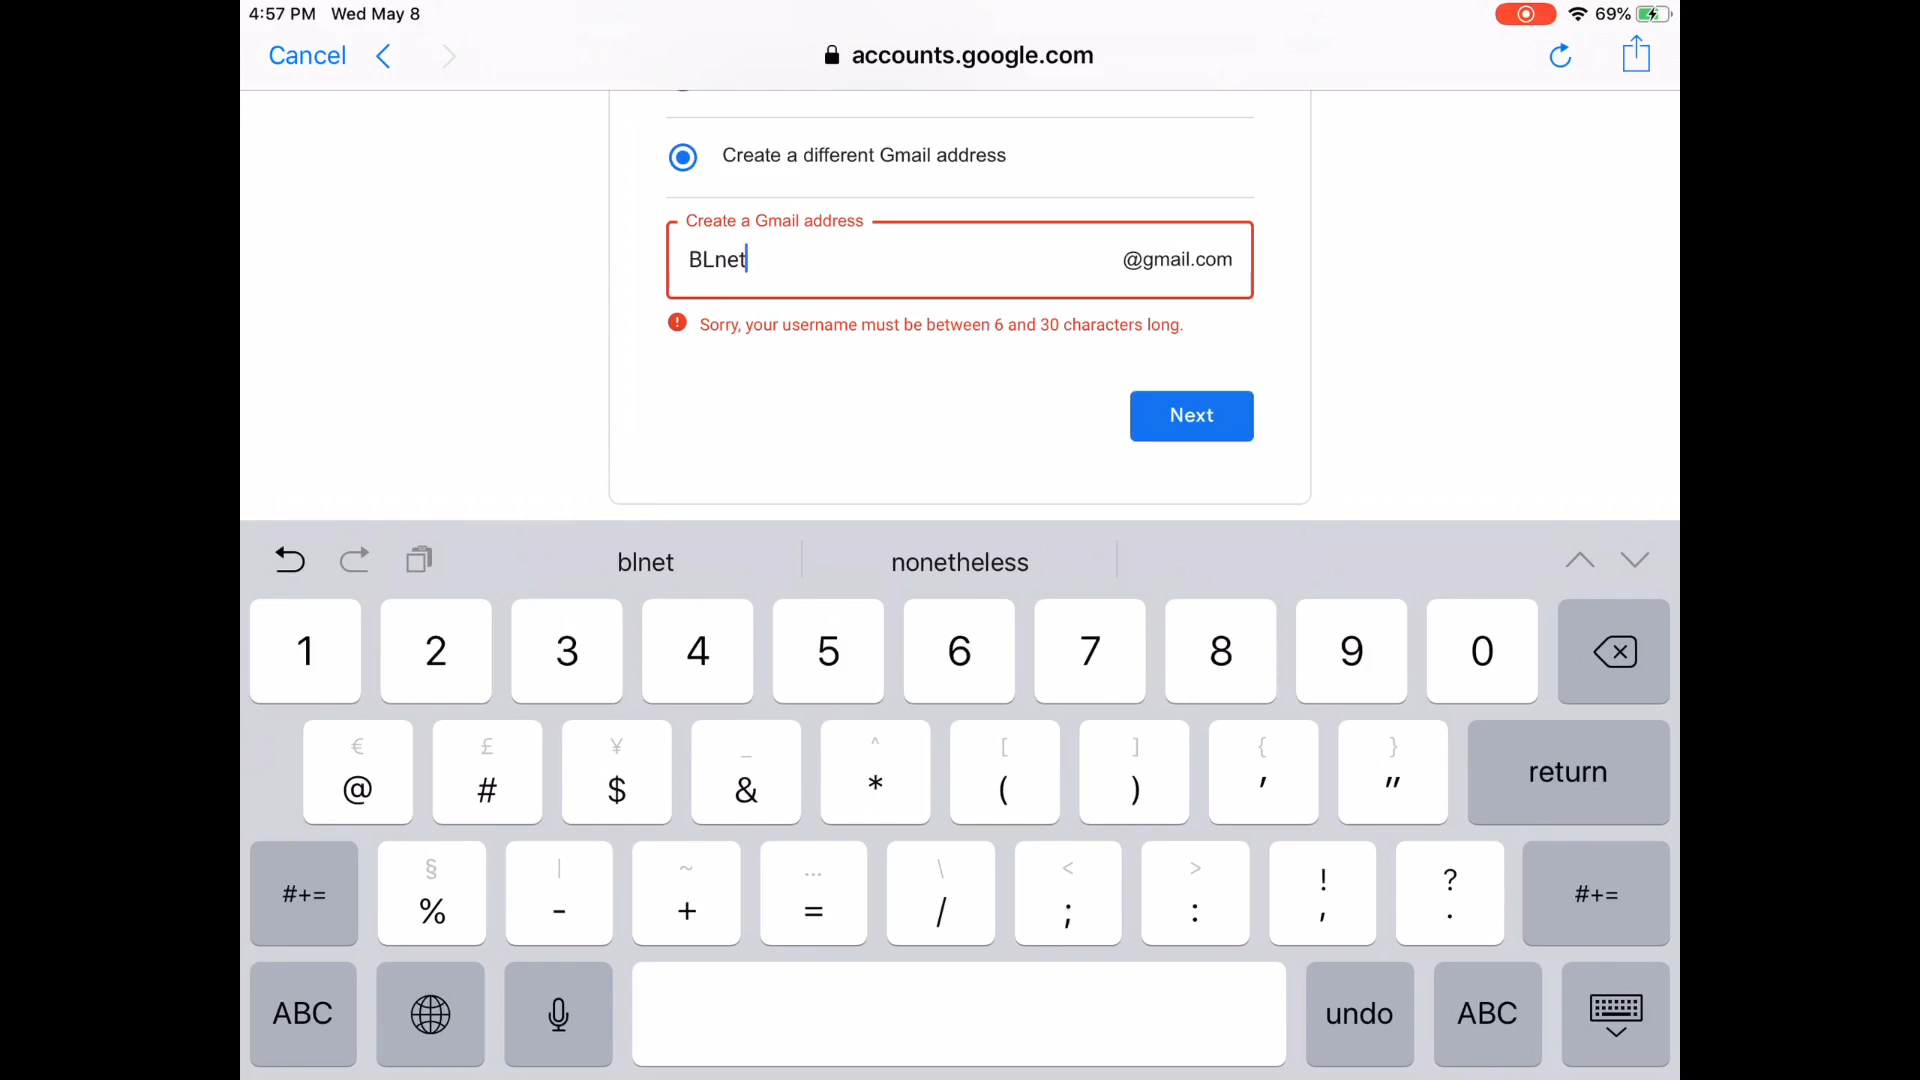 4:57 PM Wed May 8
69%
Cancel
accounts.google.com
Create a different Gmail address
Create a Gmail address
BLnet
@gmail.com
Sorry, your username must be between 6 and 30 characters long.
Next
blnet
nonetheless
1 2 3 4 5 6 7 8 9 0
€ £ ¥ _ ^ [ ] { }
@ # $ & * ( ) ' "
return
§ | ~ … \ < > ! ?
#+= % - + = / ; : , . #+=
ABC
undo
ABC